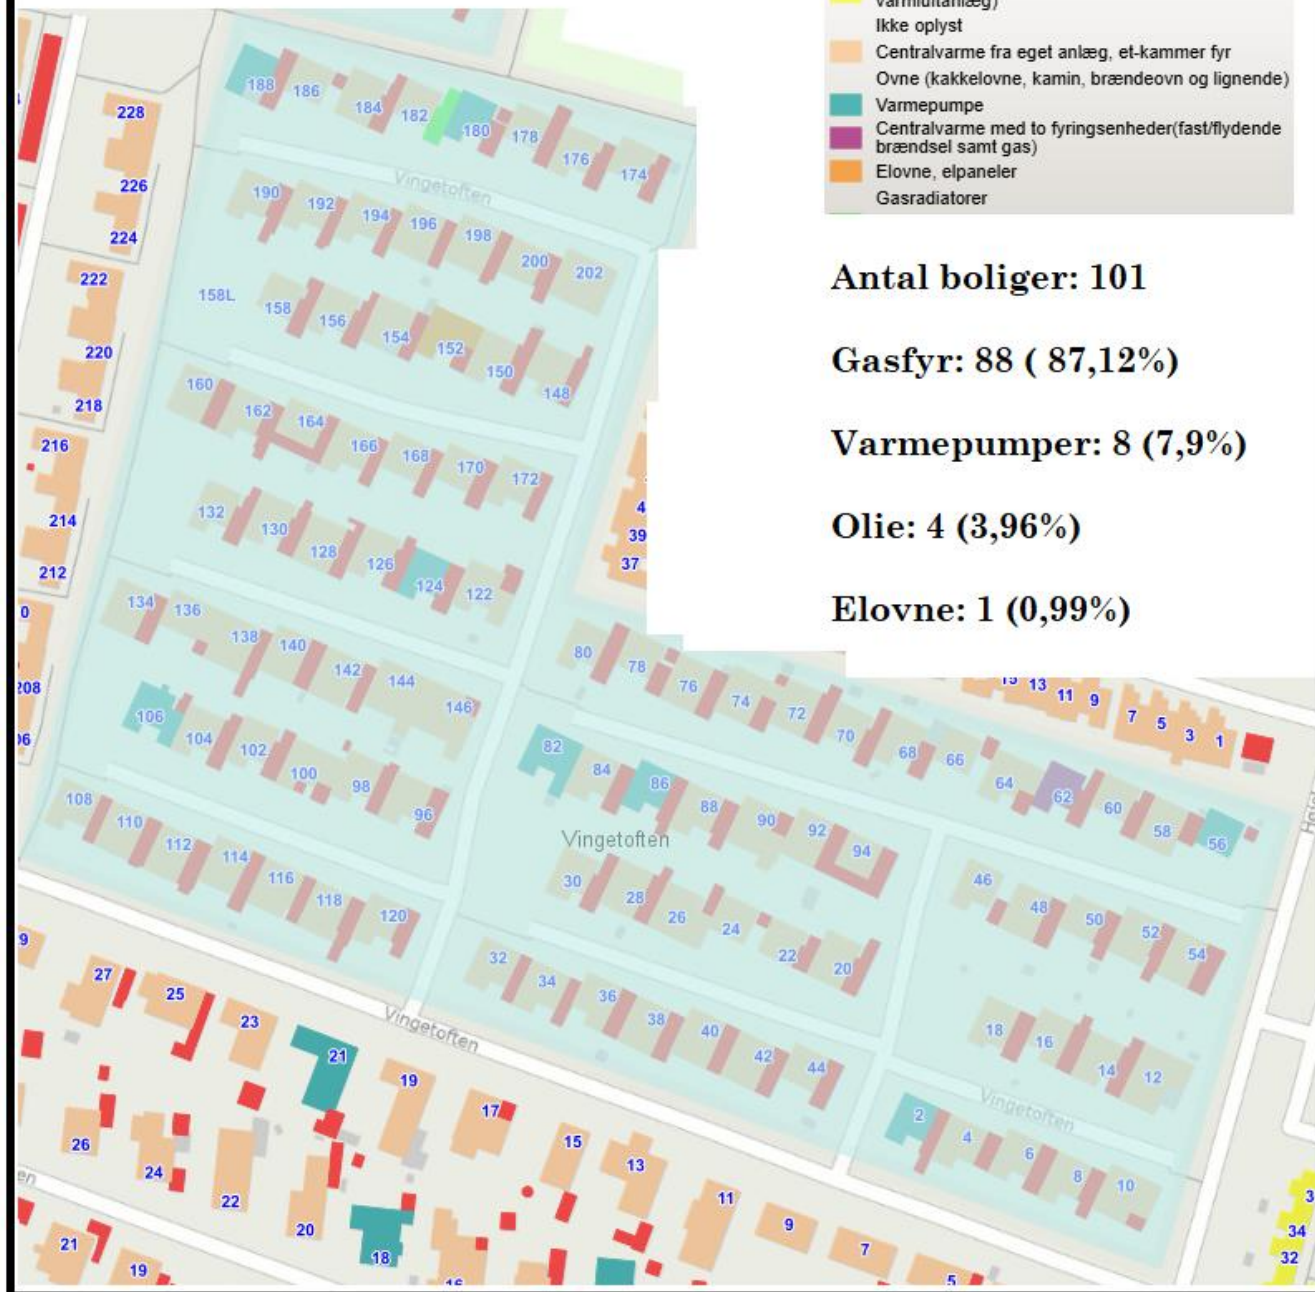 varmluftanlæg)
Ikke oplyst
Centralvarme fra eget anlæg, et-kammer fyr
Ovne (kakkelovne, kamin, brændeovn og lignende)
Varmepumpe
Centralvarme med to fyringsenheder(fast/flydende
brændsel samt gas)
Elovne, elpaneler
Gasradiatorer
Antal boliger: 101
Gasfyr: 88 ( 87,12%)
Varmepumper: 8 (7,9%)
Olie: 4 (3,96%)
Elovne: 1 (0,99%)
188 186 184 182 180 178 176 174
228
226
224
Vingetoften
190 192 194 196 198 200 202
222
220
218
158L 158 156 154 152 150 148
160 162 164 166 168 170 172
216
214
212
132 130 128 126 124 122
39
37
134 136 138 140 142 144 146
208
106 104 102 100 98 96
108 110 112 114 116 118 120
80 78 76 74 72 70 68 66 64 62 60 58 56
15 13 11 9 7 5 3 1
82 84 86 88 90 92 94
Vingetoften
30 28 26 24 22 20
46 48 50 52 54
32 34 36 38 40 42 44
18 16 14 12
Vingetoften
2 4 6 8 10
Vingetoften
27 25 23 21 19 17 15 13 11 9 7 5
26 24 22 20 18 16
21 19
34
32